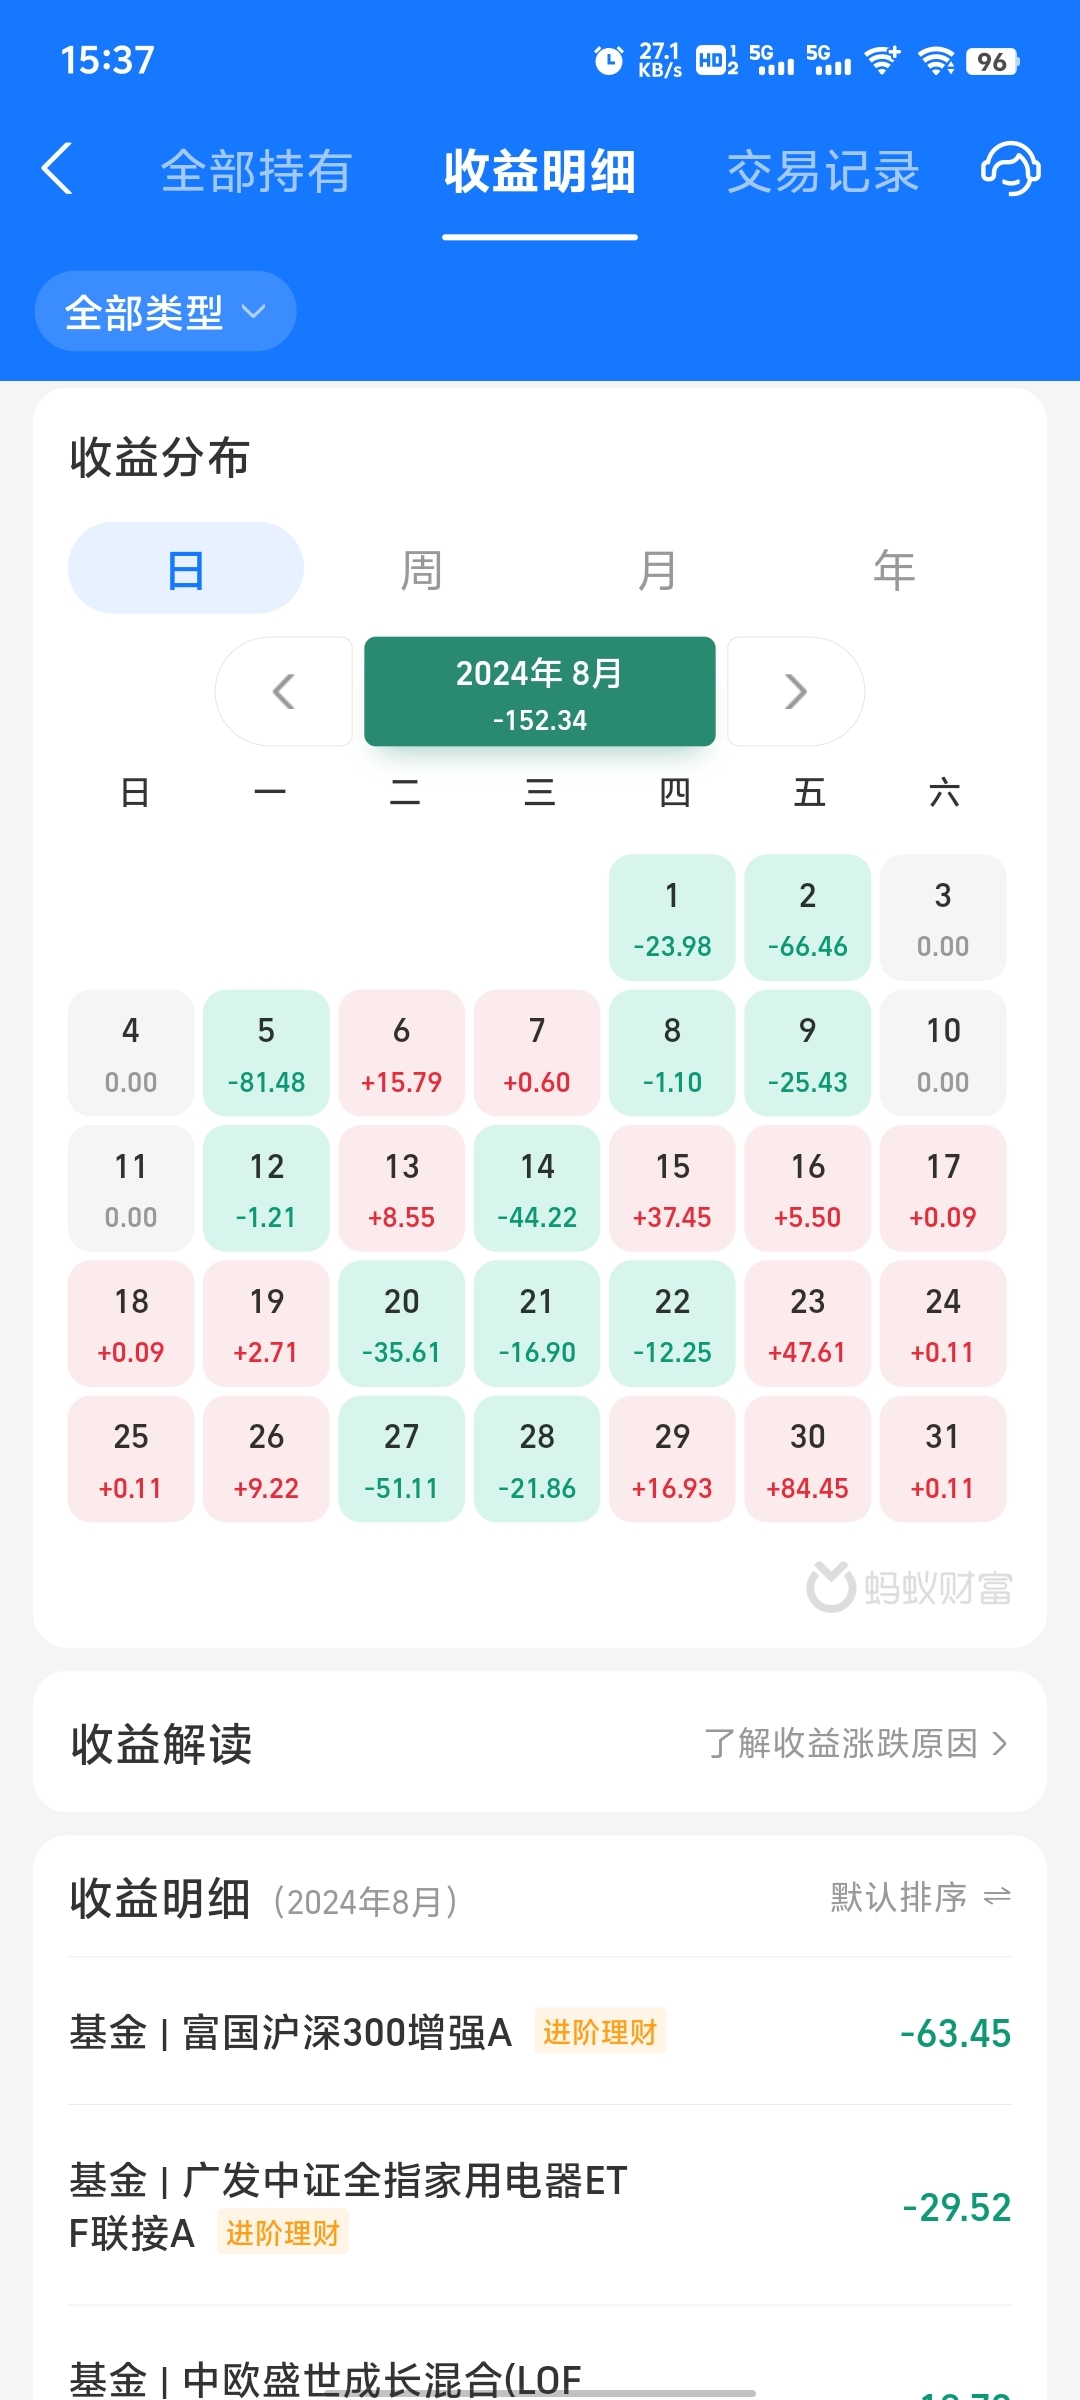 15:37 27.1 KB/s HD 1 2 5G 5G 96
全部持有 收益明细 交易记录
全部类型
收益分布
日 周 月 年
2024年 8月
-152.34
日 一 二 三 四 五 六
1 2 3
-23.98 -66.46 0.00
4 5 6 7 8 9 10
0.00 -81.48 +15.79 +0.60 -1.10 -25.43 0.00
11 12 13 14 15 16 17
0.00 -1.21 +8.55 -44.22 +37.45 +5.50 +0.09
18 19 20 21 22 23 24
+0.09 +2.71 -35.61 -16.90 -12.25 +47.61 +0.11
25 26 27 28 29 30 31
+0.11 +9.22 -51.11 -21.86 +16.93 +84.45 +0.11
蚂蚁财富
收益解读 了解收益涨跌原因
收益明细（2024年8月） 默认排序
基金 | 富国沪深300增强A 进阶理财 -63.45
基金 | 广发中证全指家用电器ET
F联接A 进阶理财 -29.52
基金 | 中欧盛世成长混合(LOF